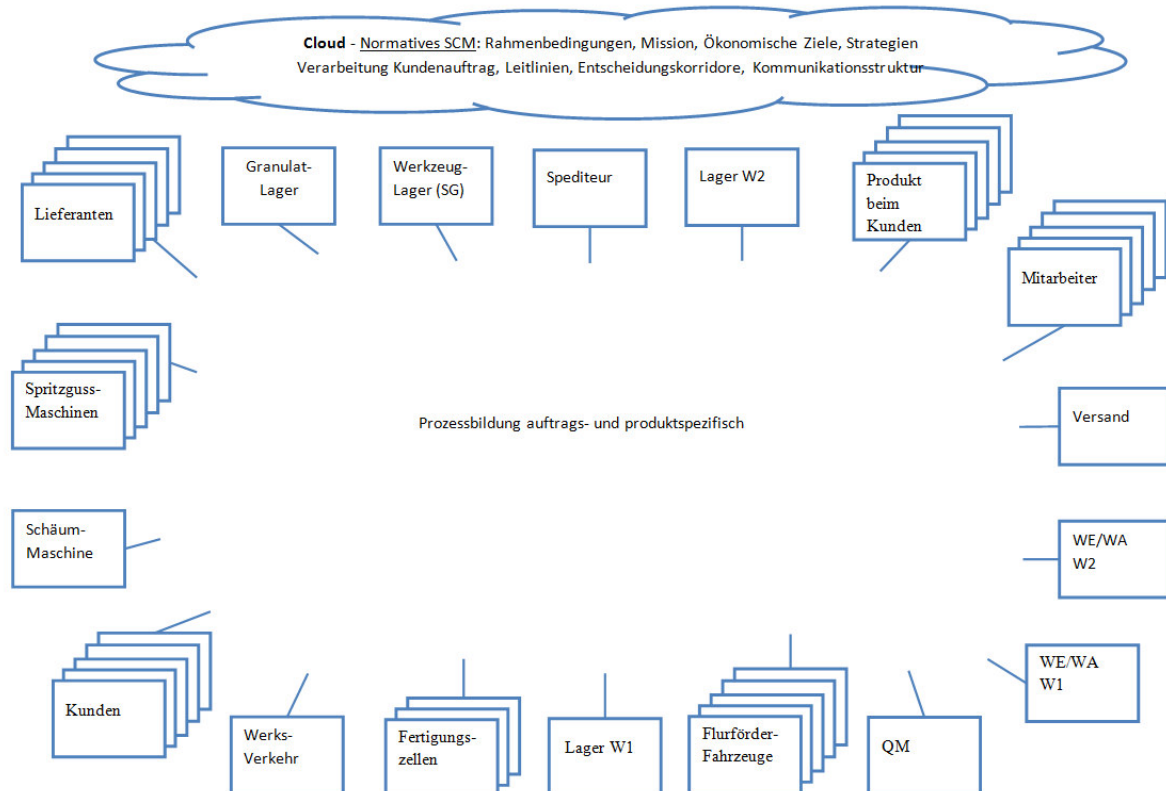 Cloud - Normatives SCM: Rahmenbedingungen, Mission, Ökonomische Ziele, Strategien
Verarbeitung Kundenauftrag, Leitlinien, Entscheidungskorridore, Kommunikationsstruktur
Lieferanten
Granulat-
Lager
Werkzeug-
Lager (SG)
Spediteur
Lager W2
Produkt
beim
Kunden
Mitarbeiter
Spritzguss-
Maschinen
Prozessbildung auftrags- und produktspezifisch
Versand
Schäum-
Maschine
WE/WA
W2
Kunden
WE/WA
W1
Werks-
Verkehr
Fertigungs-
zellen
Lager W1
Flurförder-
Fahrzeuge
QM